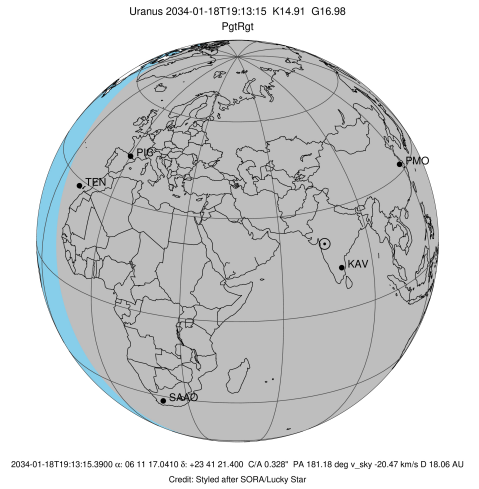 Uranus 2034-01-18T19:13:15 K14.91 G16.98
PgtRgt
PIC
PMO
TEN
KAV
SAAO
2034-01-18T19:13:15.3900 α: 06 11 17.0410 δ: +23 41 21.400 C/A 0.328" PA 181.18 deg v_sky -20.47 km/s D 18.06 AU
Credit: Styled after SORA/Lucky Star